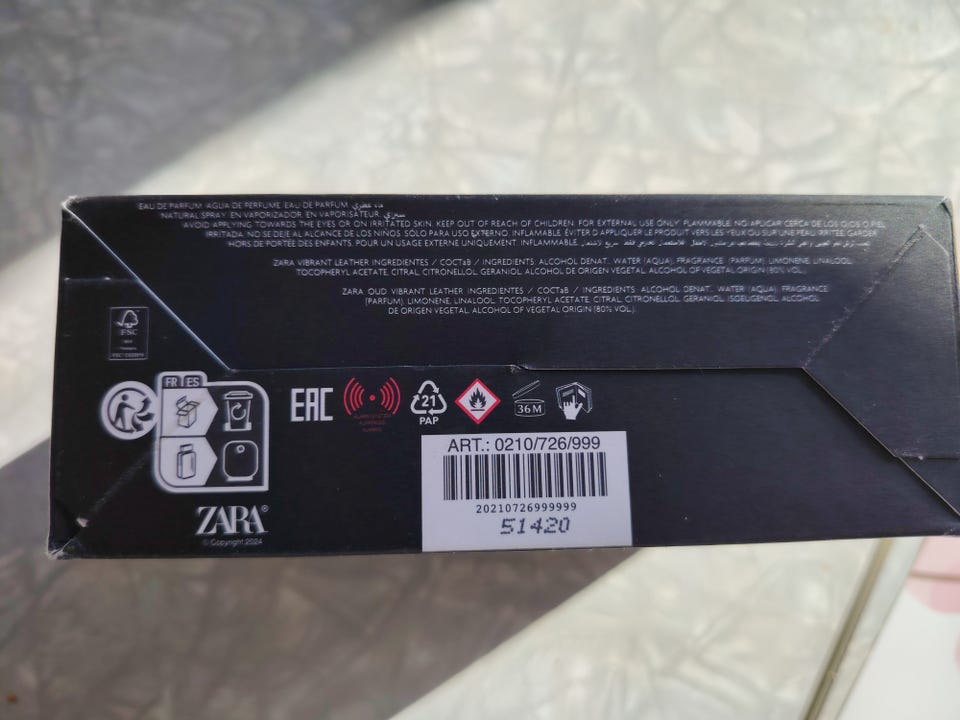 EAU DE PARFUM /AGUA DE PERFUME /EAU DE PARFUM ماء عطري
NATURAL SPRAY. EN VAPORIZADOR. EN VAPORISATEUR. سبراي
AVOID APPLYING TOWARDS THE EYES OR ON IRRITATED SKIN. KEEP OUT OF REACH OF CHILDREN. FOR EXTERNAL USE ONLY. FLAMMABLE. NO APLICAR CERCA DE LOS OJOS O PIEL
IRRITADA. NO SE DEJE AL ALCANCE DE LOS NIÑOS. SOLO PARA USO EXTERNO. INFLAMABLE. ÉVITER D'APPLIQUER LE PRODUIT VERS LES YEUX OU SUR UNE PEAU IRRITÉE. GARDER
HORS DE PORTÉE DES ENFANTS. POUR UN USAGE EXTERNE UNIQUEMENT. INFLAMMABLE.
ZARA VIBRANT LEATHER INGREDIENTES / СОСТАВ / INGREDIENTS: ALCOHOL DENAT., WATER (AQUA), FRAGRANCE (PARFUM), LIMONENE, LINALOOL,
TOCOPHERYL ACETATE, CITRAL, CITRONELLOL, GERANIOL. ALCOHOL DE ORIGEN VEGETAL. ALCOHOL OF VEGETAL ORIGIN (80% VOL.).
ZARA OUD VIBRANT LEATHER INGREDIENTES / СОСТАВ / INGREDIENTS: ALCOHOL DENAT., WATER (AQUA), FRAGRANCE
(PARFUM), LIMONENE, LINALOOL, TOCOPHERYL ACETATE, CITRAL, CITRONELLOL, GERANIOL, ISOEUGENOL. ALCOHOL
DE ORIGEN VEGETAL. ALCOHOL OF VEGETAL ORIGIN (80% VOL.).
FSC
FR ES
EAC
21
PAP
36M
ART.: 0210/726/999
20210726999999
51420
ZARA®
© Copyright 2024